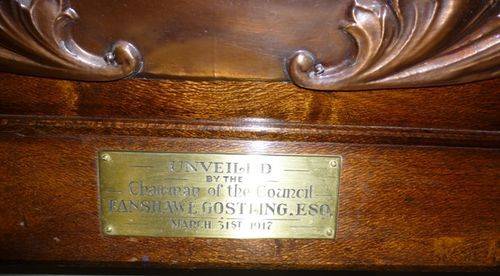 UNVEILED
BY THE
Chairman of the Council
FANSHAWE GOSTLING, ESQ.
MARCH 31ST 1917